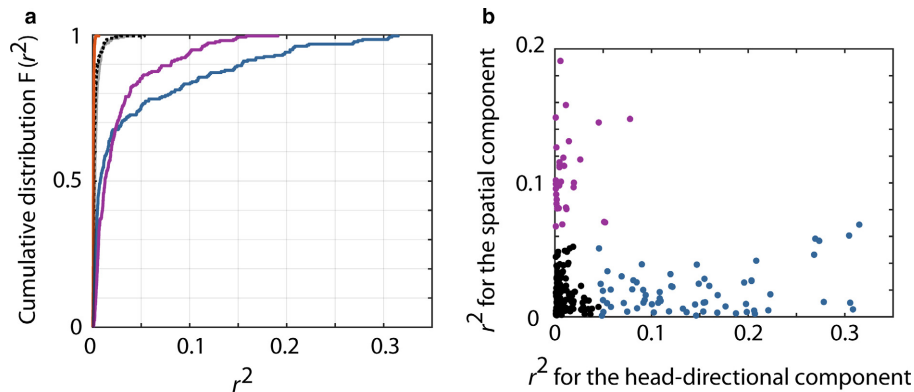 a
Cumulative distribution F (r²)
1
0.5
0
0 0.1 0.2 0.3
r²
b
r² for the spatial component
0.2
0.1
0
0 0.1 0.2 0.3
r² for the head-directional component